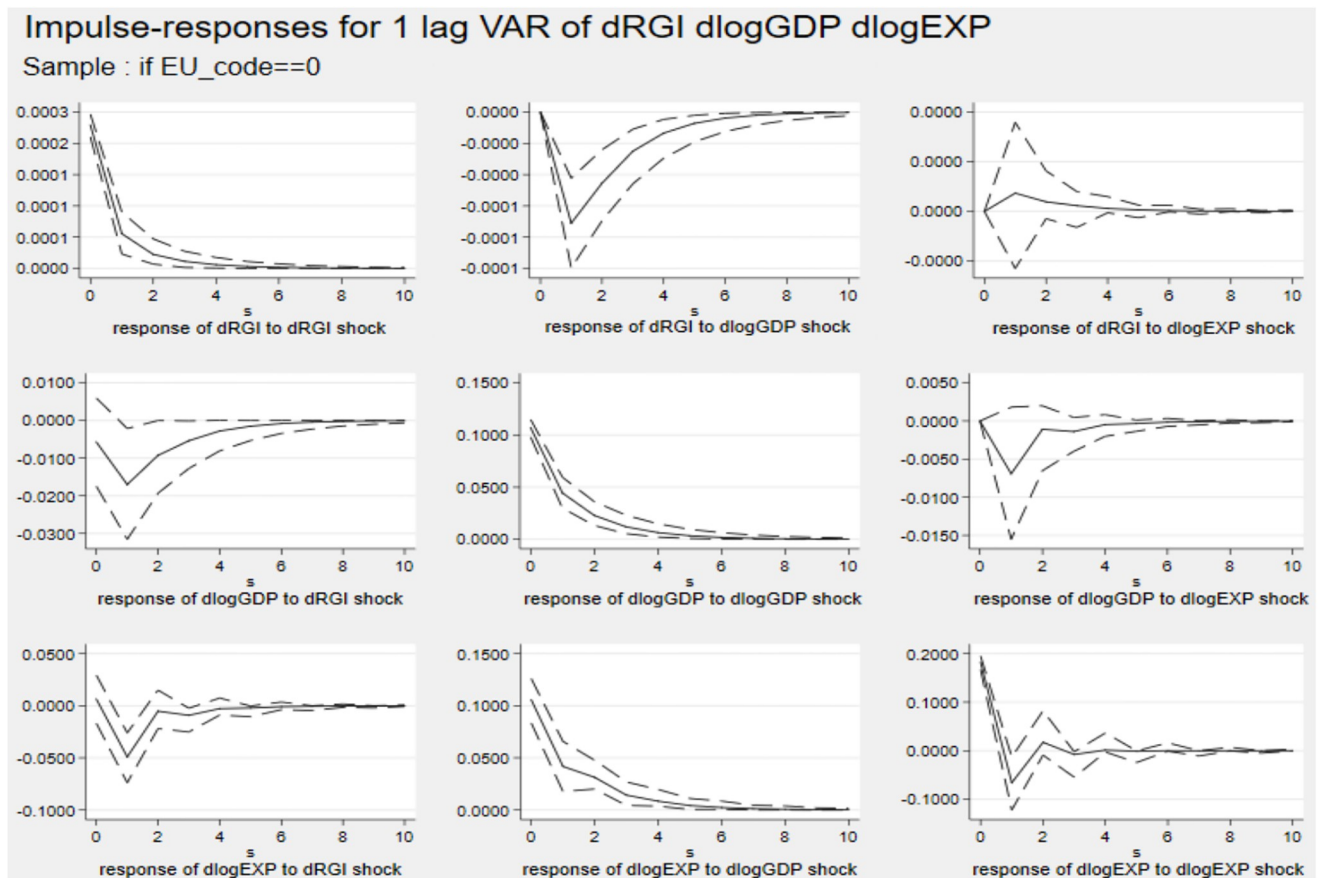 Impulse-responses for 1 lag VAR of dRGI dlogGDP dlogEXP
Sample : if EU_code==0
0.0003
0.0002
0.0001
0.0001
0.0001
0.0000
0 2 4 6 8 10
s
response of dRGI to dRGI shock
0.0000
-0.0000
-0.0000
-0.0000
-0.0001
-0.0001
0 2 4 6 8 10
s
response of dRGI to dlogGDP shock
0.0000
0.0000
0.0000
-0.0000
0 2 4 6 8 10
s
response of dRGI to dlogEXP shock
0.0100
0.0000
-0.0100
-0.0200
-0.0300
0 2 4 6 8 10
s
response of dlogGDP to dRGI shock
0.1500
0.1000
0.0500
0.0000
0 2 4 6 8 10
s
response of dlogGDP to dlogGDP shock
0.0050
0.0000
-0.0050
-0.0100
-0.0150
0 2 4 6 8 10
s
response of dlogGDP to dlogEXP shock
0.0500
0.0000
-0.0500
-0.1000
0 2 4 6 8 10
s
response of dlogEXP to dRGI shock
0.1500
0.1000
0.0500
0.0000
0 2 4 6 8 10
s
response of dlogEXP to dlogGDP shock
0.2000
0.1000
0.0000
-0.1000
0 2 4 6 8 10
s
response of dlogEXP to dlogEXP shock